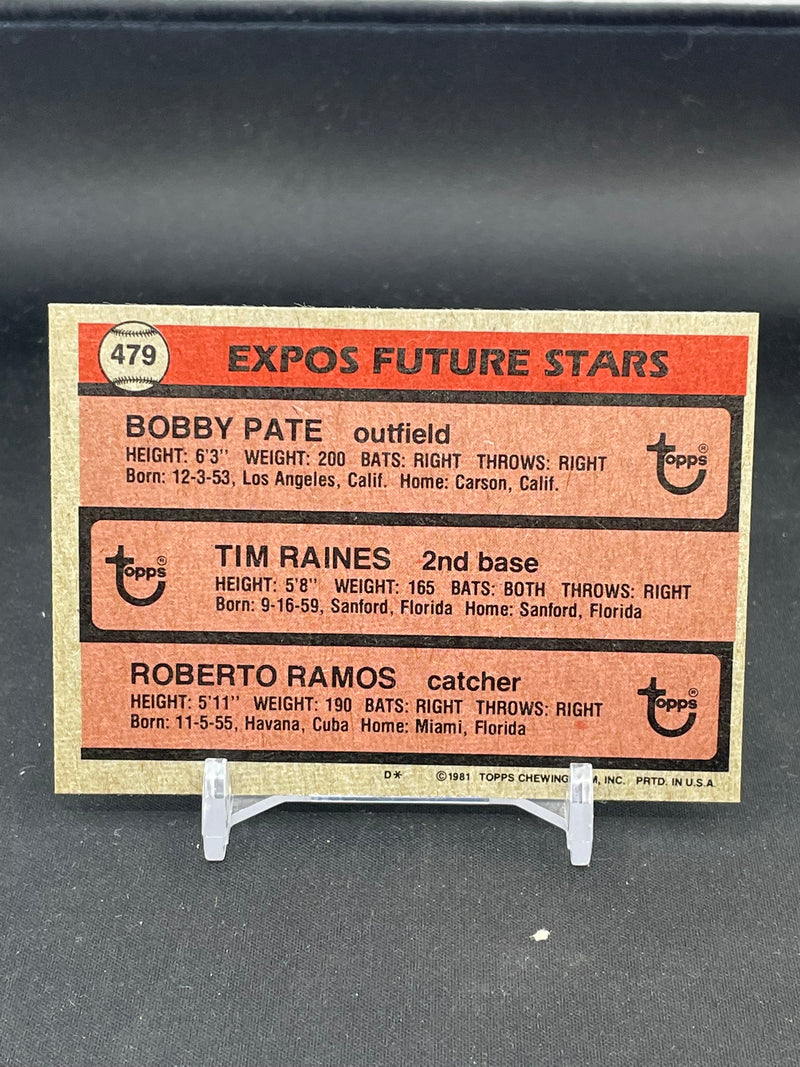 479
EXPOS FUTURE STARS
BOBBY PATE outfield
HEIGHT: 6'3" WEIGHT: 200 BATS: RIGHT THROWS: RIGHT
Born: 12-3-53, Los Angeles, Calif. Home: Carson, Calif.
Topps®
TIM RAINES 2nd base
HEIGHT: 5'8" WEIGHT: 165 BATS: BOTH THROWS: RIGHT
Born: 9-16-59, Sanford, Florida Home: Sanford, Florida
Topps®
ROBERTO RAMOS catcher
HEIGHT: 5'11" WEIGHT: 190 BATS: RIGHT THROWS: RIGHT
Born: 11-5-55, Havana, Cuba Home: Miami, Florida
Topps®
D* ©1981 TOPPS CHEWING INC. PRTD. IN U.S.A.